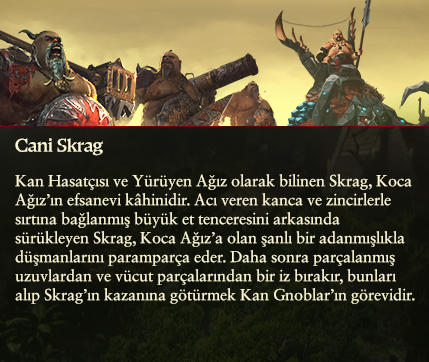 Cani Skrag
Kan Hasatçısı ve Yürüyen Ağız olarak bilinen Skrag, Koca
Ağız'ın efsanevi kâhinidir. Acı veren kanca ve zincirlerle
sırtına bağlanmış büyük et tenceresini arkasında
sürükleyen Skrag, Koca Ağız'a olan şanlı bir adanmışlıkla
düşmanlarını paramparça eder. Daha sonra parçalanmış
uzuvlardan ve vücut parçalarından bir iz bırakır, bunları
alıp Skrag'ın kazanına götürmek Kan Gnoblar'ın görevidir.